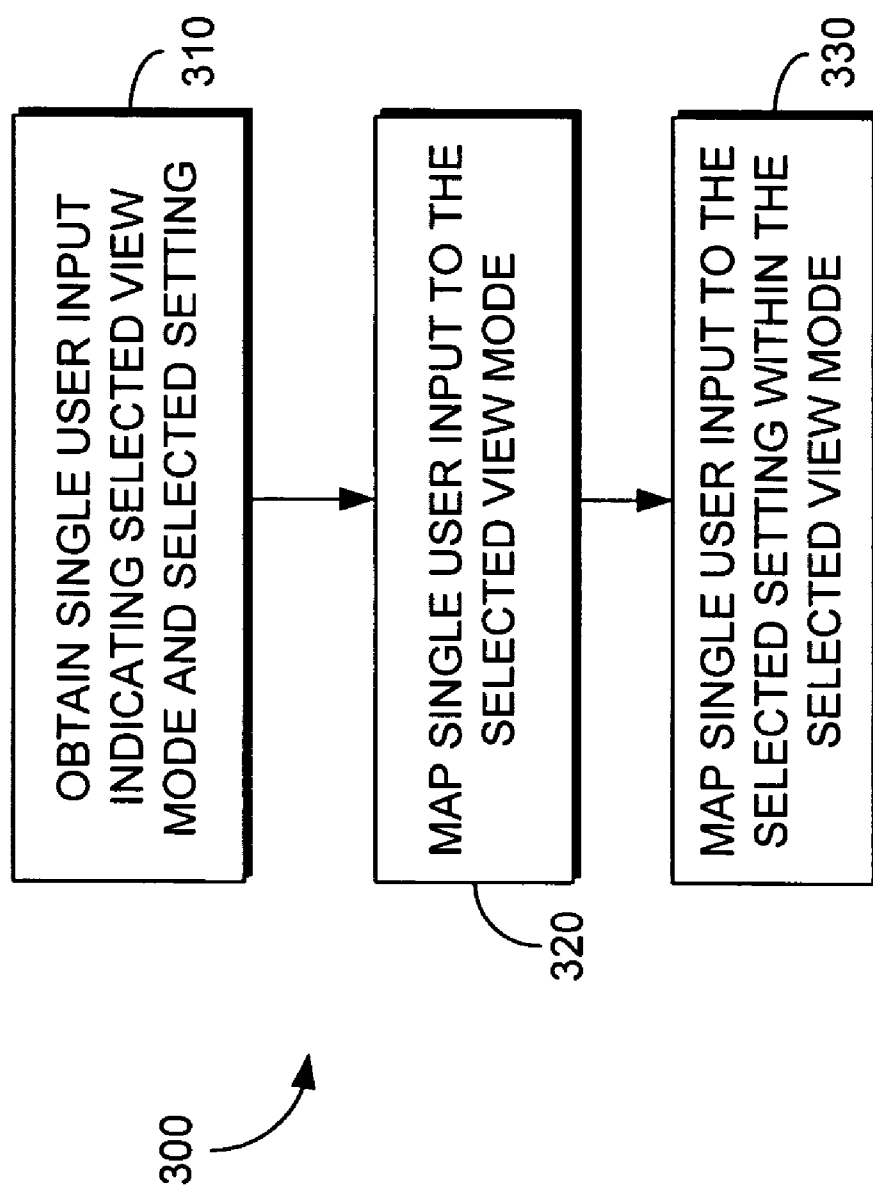 300
310
OBTAIN SINGLE USER INPUT
INDICATING SELECTED VIEW
MODE AND SELECTED SETTING
320
MAP SINGLE USER INPUT TO THE
SELECTED VIEW MODE
330
MAP SINGLE USER INPUT TO THE
SELECTED SETTING WITHIN THE
SELECTED VIEW MODE